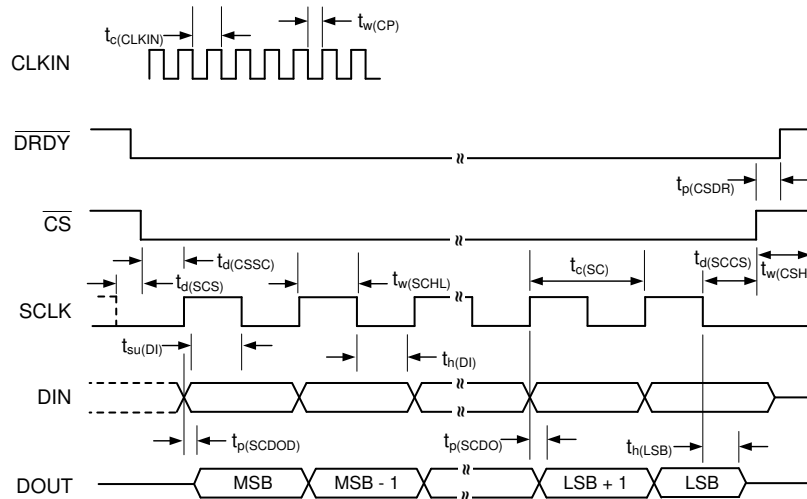 t_c(CLKIN)
t_w(CP)
CLKIN
DRDY
t_p(CSDR)
CS
t_d(CSSC)
t_c(SC)
t_d(SCCS)
t_d(SCS)
t_w(SCHL)
t_w(CSH
SCLK
t_su(DI)
t_h(DI)
DIN
t_p(SCDOD)
t_p(SCDO)
t_h(LSB)
DOUT
MSB
MSB - 1
LSB + 1
LSB